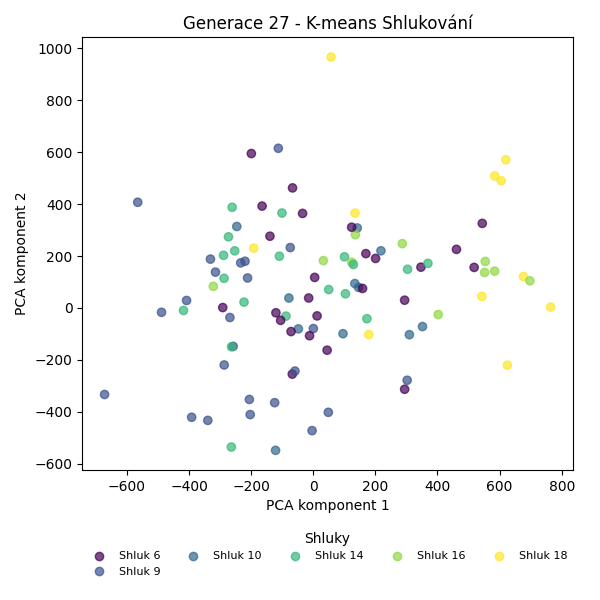 Generace 27 - K-means Shlukování
1000
800
600
400
200
0
−200
−400
−600
PCA komponent 2
−600 −400 −200 0 200 400 600 800
PCA komponent 1
Shluky
Shluk 6 Shluk 10 Shluk 14 Shluk 16 Shluk 18
Shluk 9